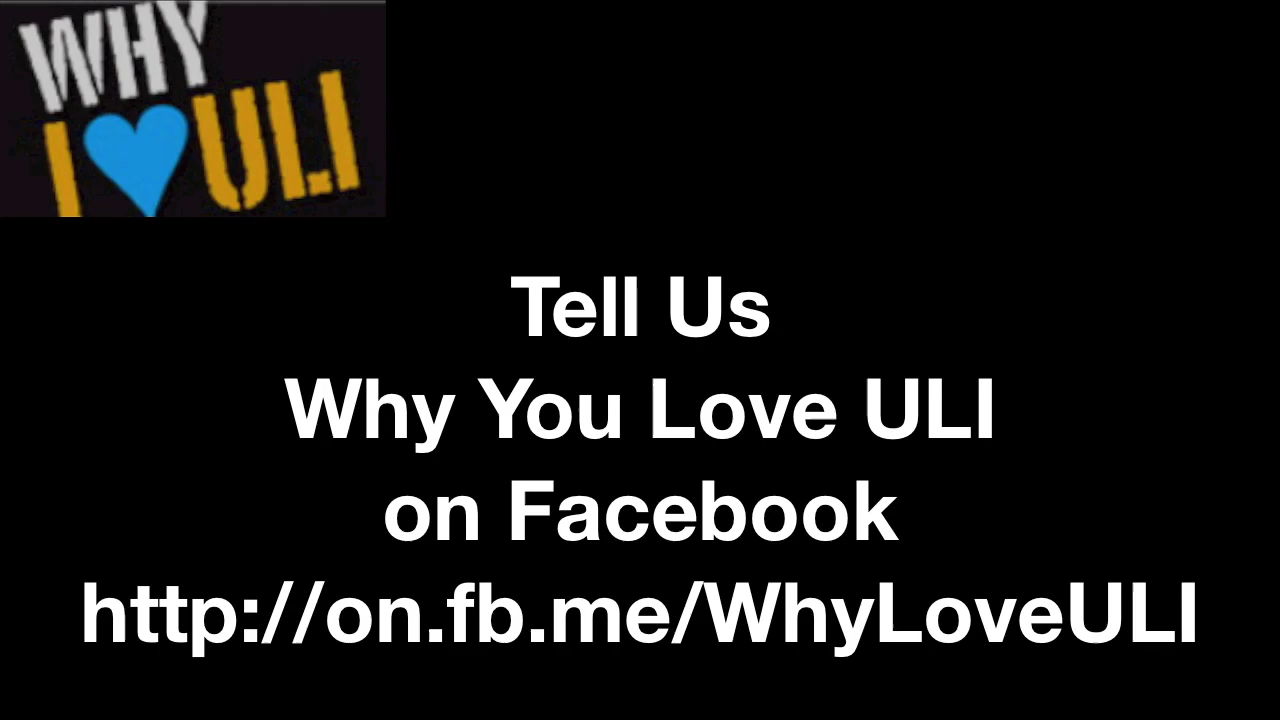 WHY
I ULI
Tell Us
Why You Love ULI
on Facebook
http://on.fb.me/WhyLoveULI